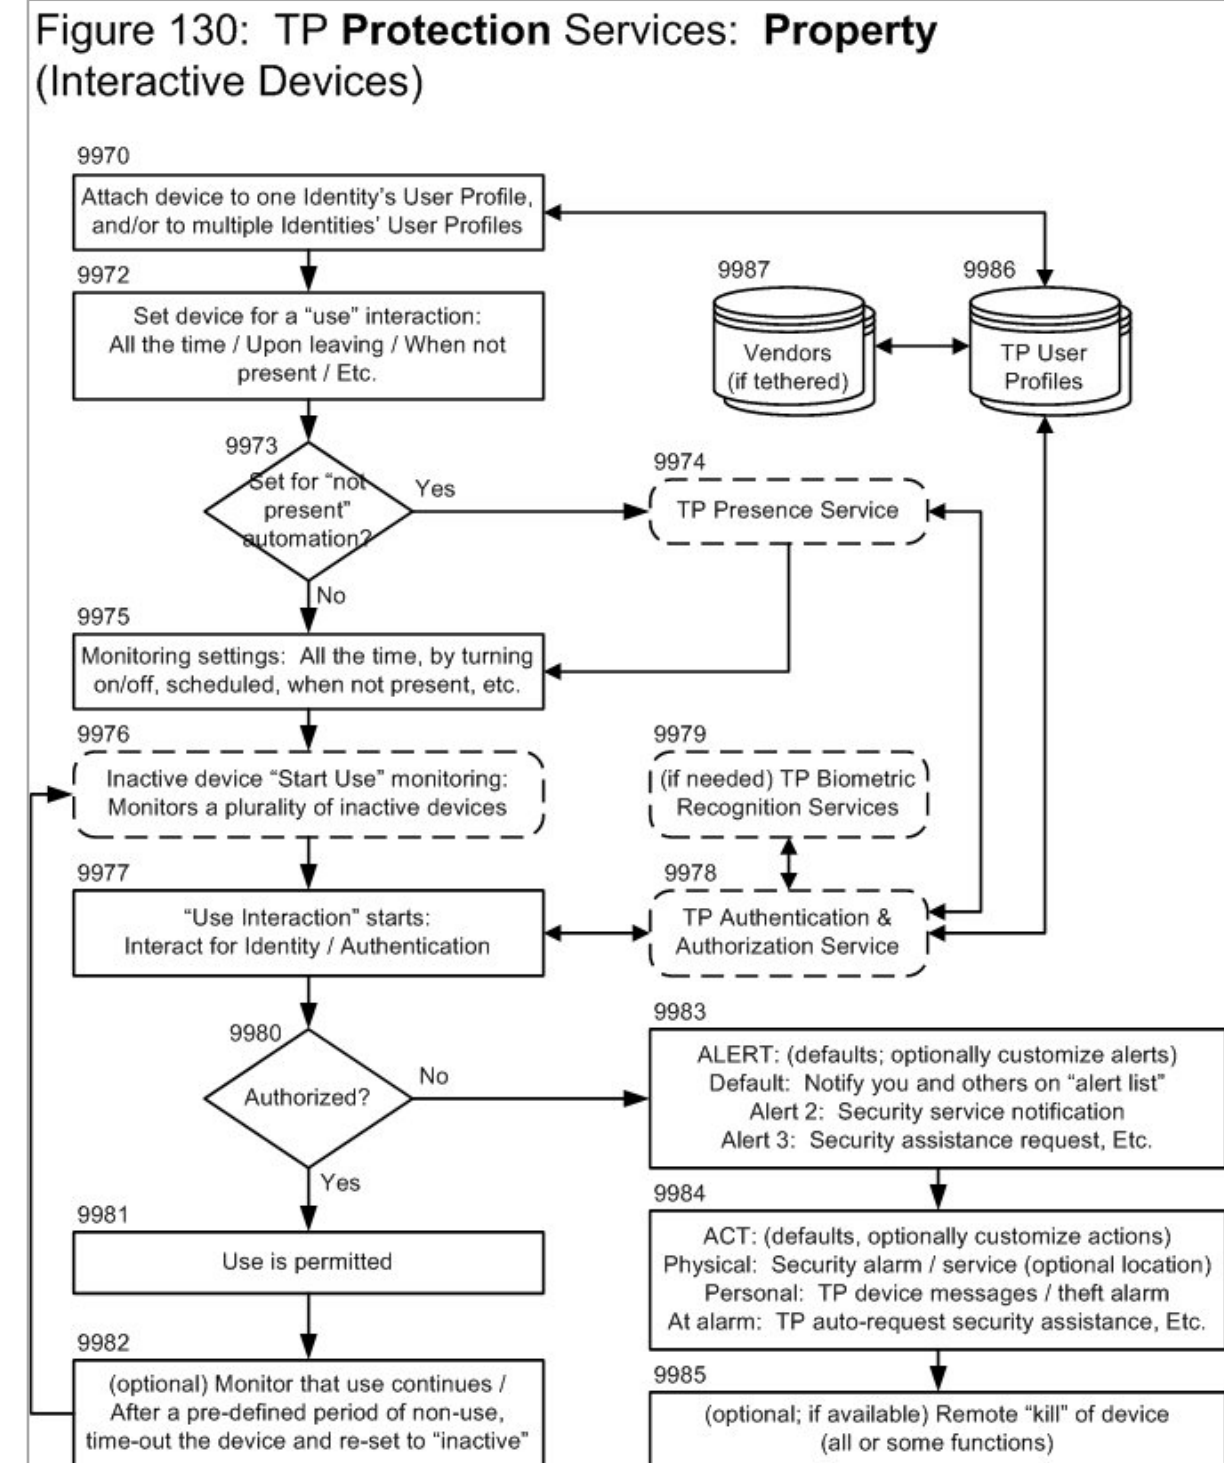 Figure 130: TP Protection Services: Property
(Interactive Devices)
9970
Attach device to one Identity's User Profile,
and/or to multiple Identities' User Profiles
9972
Set device for a “use” interaction:
All the time / Upon leaving / When not
present / Etc.
9987
Vendors
(if tethered)
9986
TP User
Profiles
9973
Set for “not
present”
automation?
Yes
No
9974
TP Presence Service
9975
Monitoring settings: All the time, by turning
on/off, scheduled, when not present, etc.
9976
Inactive device “Start Use” monitoring:
Monitors a plurality of inactive devices
9979
(if needed) TP Biometric
Recognition Services
9977
“Use Interaction” starts:
Interact for Identity / Authentication
9978
TP Authentication &
Authorization Service
9980
Authorized?
No
Yes
9983
ALERT: (defaults; optionally customize alerts)
Default: Notify you and others on “alert list”
Alert 2: Security service notification
Alert 3: Security assistance request, Etc.
9981
Use is permitted
9984
ACT: (defaults, optionally customize actions)
Physical: Security alarm / service (optional location)
Personal: TP device messages / theft alarm
At alarm: TP auto-request security assistance, Etc.
9982
(optional) Monitor that use continues /
After a pre-defined period of non-use,
time-out the device and re-set to “inactive”
9985
(optional; if available) Remote “kill” of device
(all or some functions)